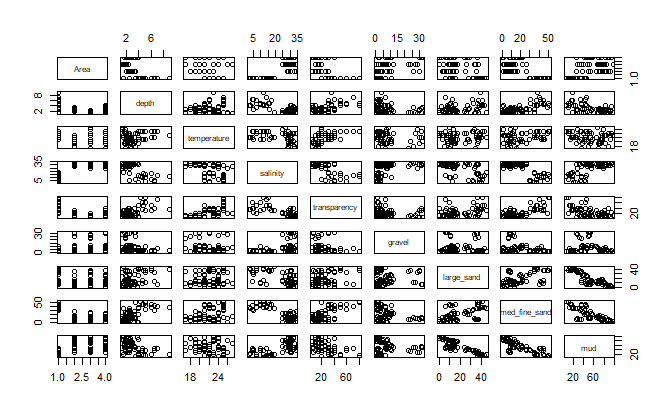 2 6 5 20 35 0 15 30 0 20 50
Area 1.0
2 8 depth
temperature 18
5 35 salinity
transparency 20
0 30 gravel
large_sand 0 40
0 50 med_fine_sand
mud 20
1.0 2.5 4.0 18 24 20 60 0 20 40 20 60